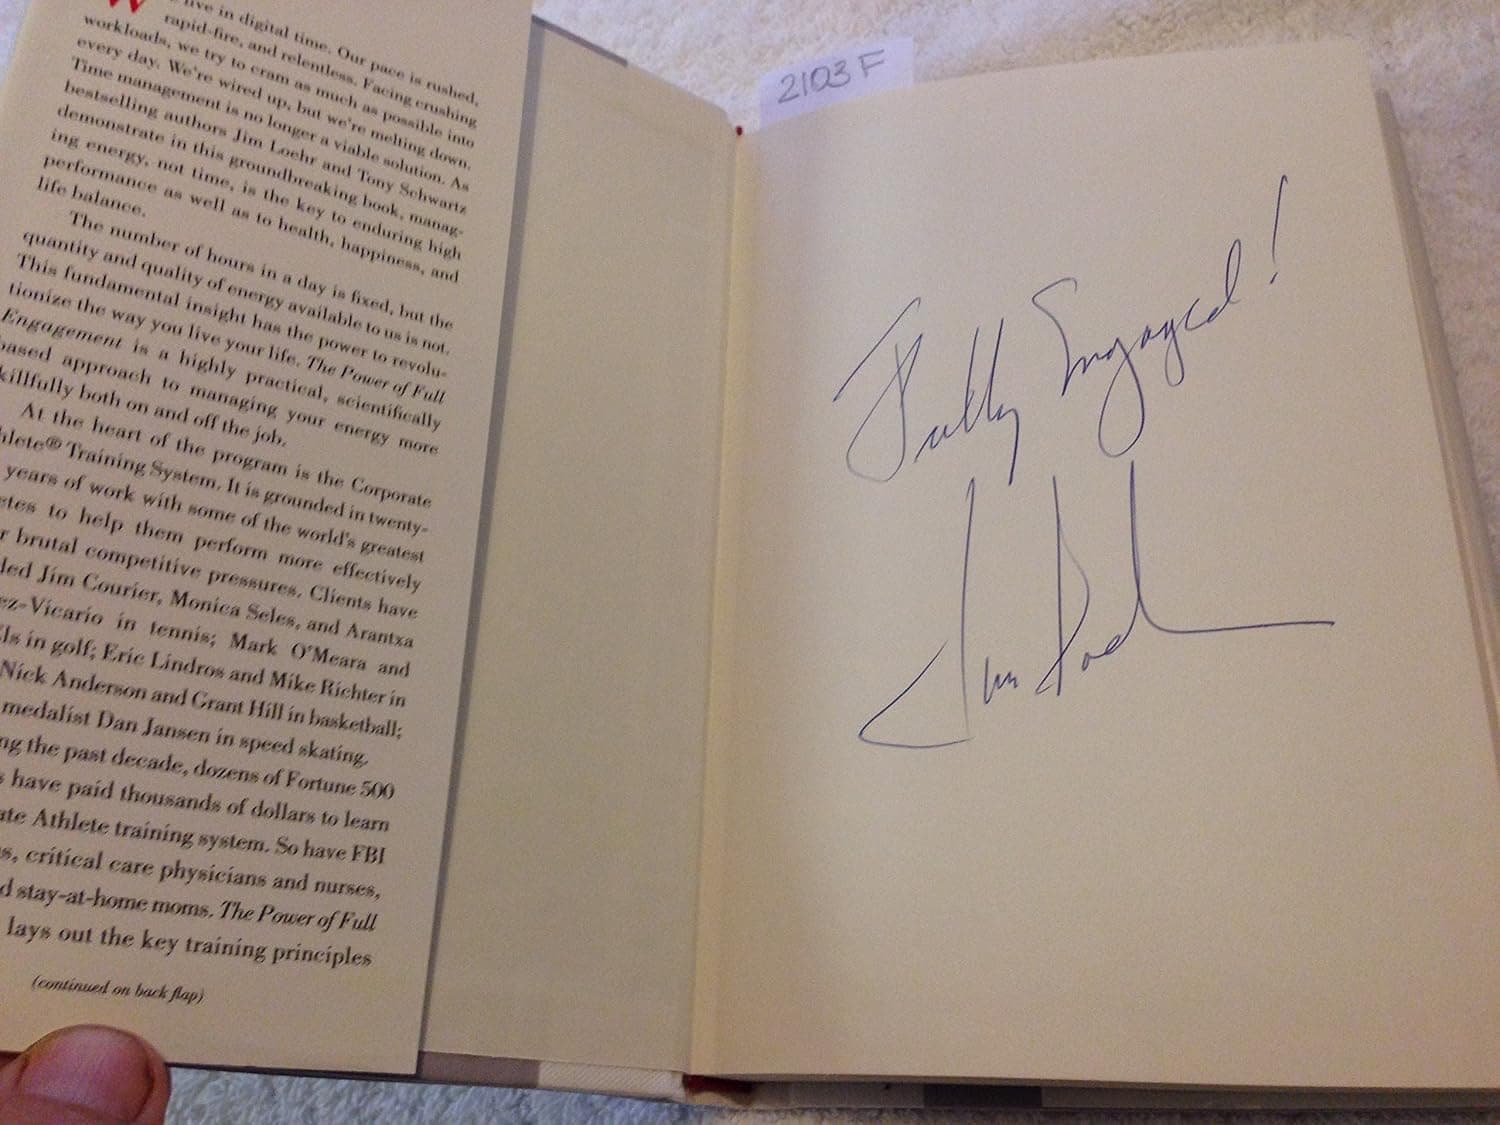 W e live in digital time. Our pace is rushed,
rapid-fire, and relentless. Facing crushing
workloads, we try to cram as much as possible into
every day. We're wired up, but we're melting down.
Time management is no longer a viable solution. As
bestselling authors Jim Loehr and Tony Schwartz
demonstrate in this groundbreaking book, manag-
ing energy, not time, is the key to enduring high
performance as well as to health, happiness, and
life balance.
The number of hours in a day is fixed, but the
quantity and quality of energy available to us is not.
This fundamental insight has the power to revolu-
tionize the way you live your life. The Power of Full
Engagement is a highly practical, scientifically
based approach to managing your energy more
killfully both on and off the job.
At the heart of the program is the Corporate
hlete® Training System. It is grounded in twenty-
years of work with some of the world's greatest
etes to help them perform more effectively
r brutal competitive pressures. Clients have
ded Jim Courier, Monica Seles, and Arantxa
ez-Vicario in tennis; Mark O'Meara and
Els in golf; Eric Lindros and Mike Richter in
Nick Anderson and Grant Hill in basketball;
medalist Dan Jansen in speed skating.
ng the past decade, dozens of Fortune 500
s have paid thousands of dollars to learn
ate Athlete training system. So have FBI
s, critical care physicians and nurses,
d stay-at-home moms. The Power of Full
lays out the key training principles
(continued on back flap)
2103 F
Fully Engaged!
Jim Loehr